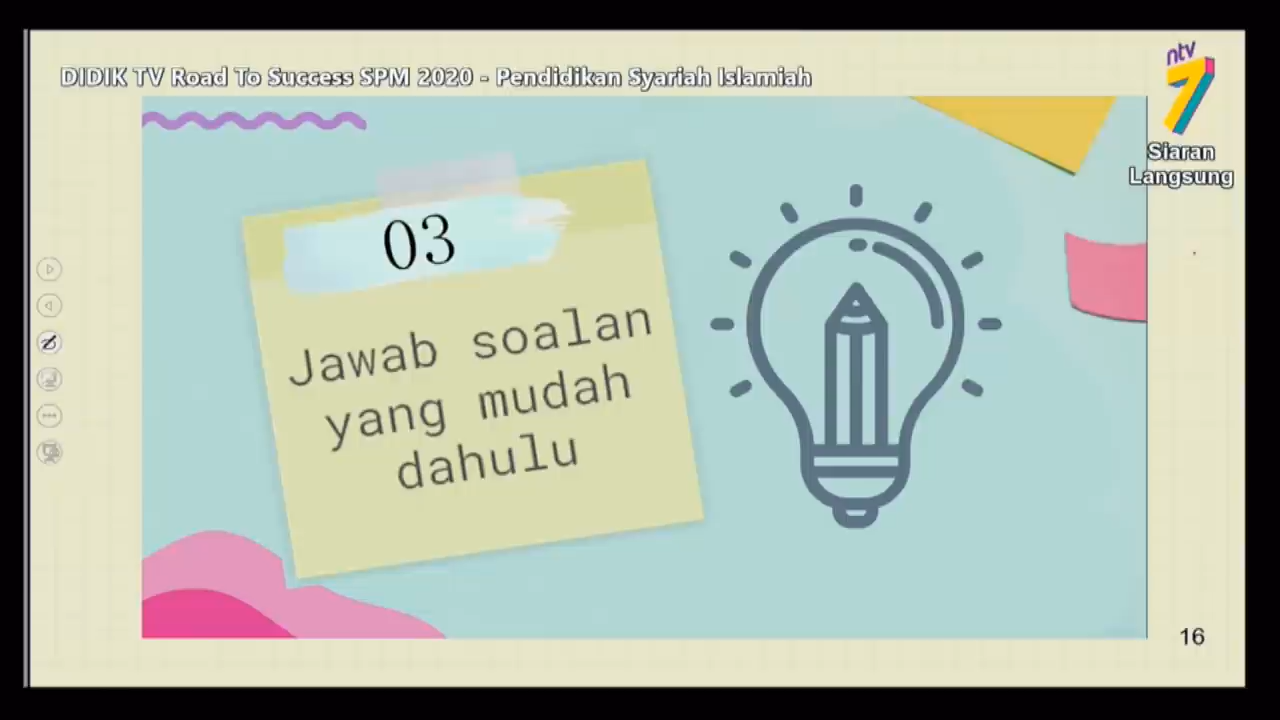 DIDIK TV Road To Success SPM 2020 - Pendidikan Syariah Islamiah
ntv
7
Siaran
Langsung
03
Jawab soalan
yang mudah
dahulu
16